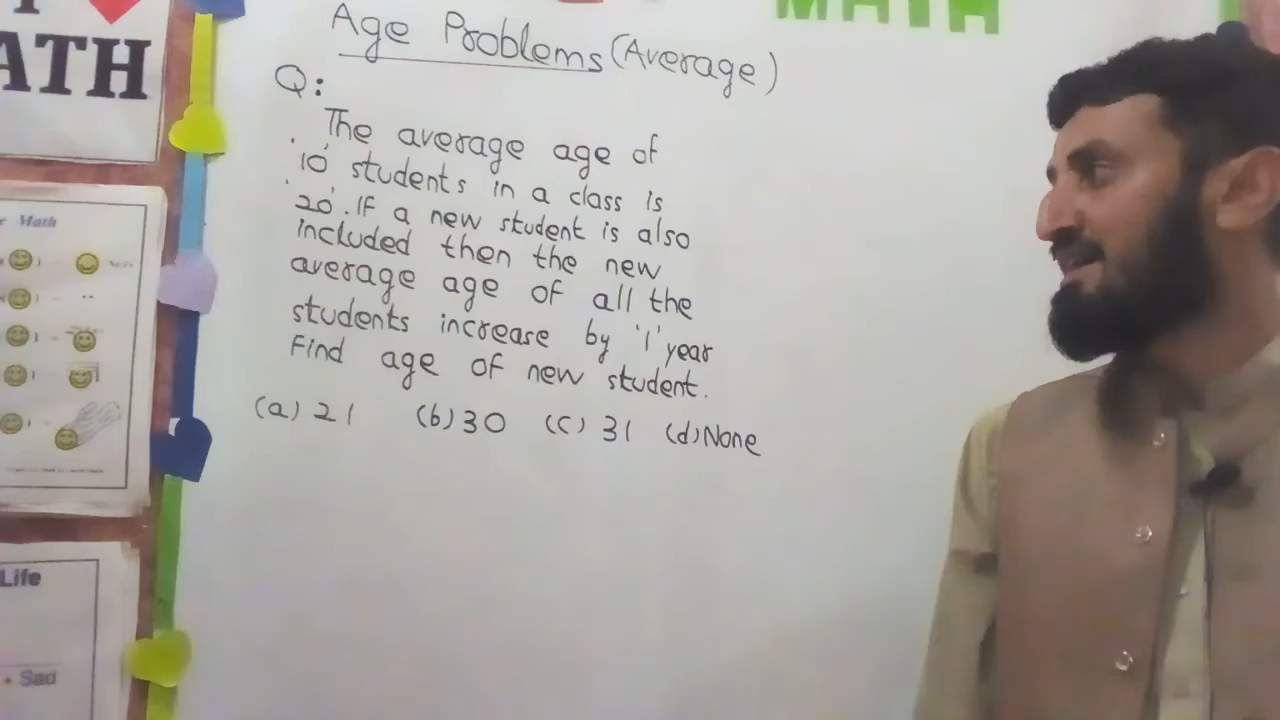 MATH
ATH
Age Problems (Average)
Q:
The average age of
'10' students in a class is
'20'. If a new student is also
included then the new
average age of all the
students increase by '1' year
Find age of new student.
(a) 21 (b) 30 (c) 31 (d) None
Math
Life
+ Sad